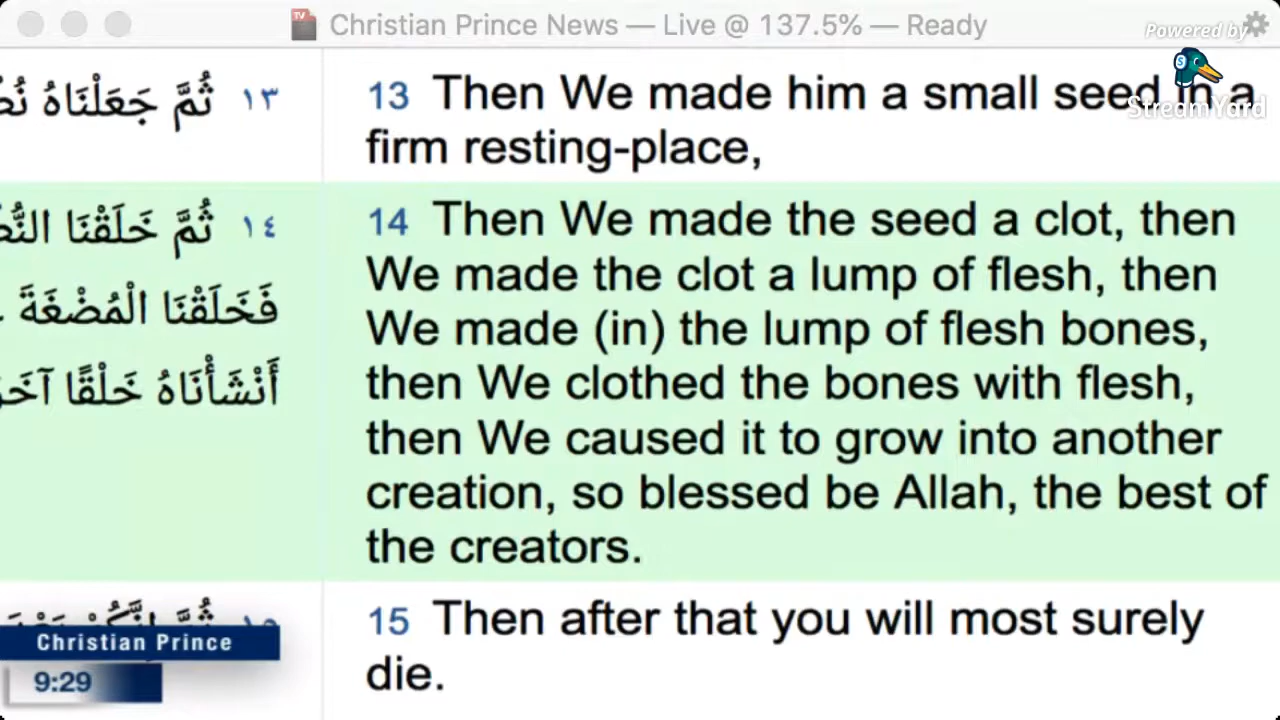 Christian Prince News — Live @ 137.5% — Ready
Powered by
StreamYard
١٣ ثُمَّ جَعَلْنَاهُ
13 Then We made him a small seed in a
firm resting-place,
١٤ ثُمَّ خَلَقْنَا
فَخَلَقْنَا الْمُضْغَةَ
أَنْشَأْنَاهُ خَلْقًا آخَرَ
14 Then We made the seed a clot, then
We made the clot a lump of flesh, then
We made (in) the lump of flesh bones,
then We clothed the bones with flesh,
then We caused it to grow into another
creation, so blessed be Allah, the best of
the creators.
15 Then after that you will most surely
die.
Christian Prince
9:29